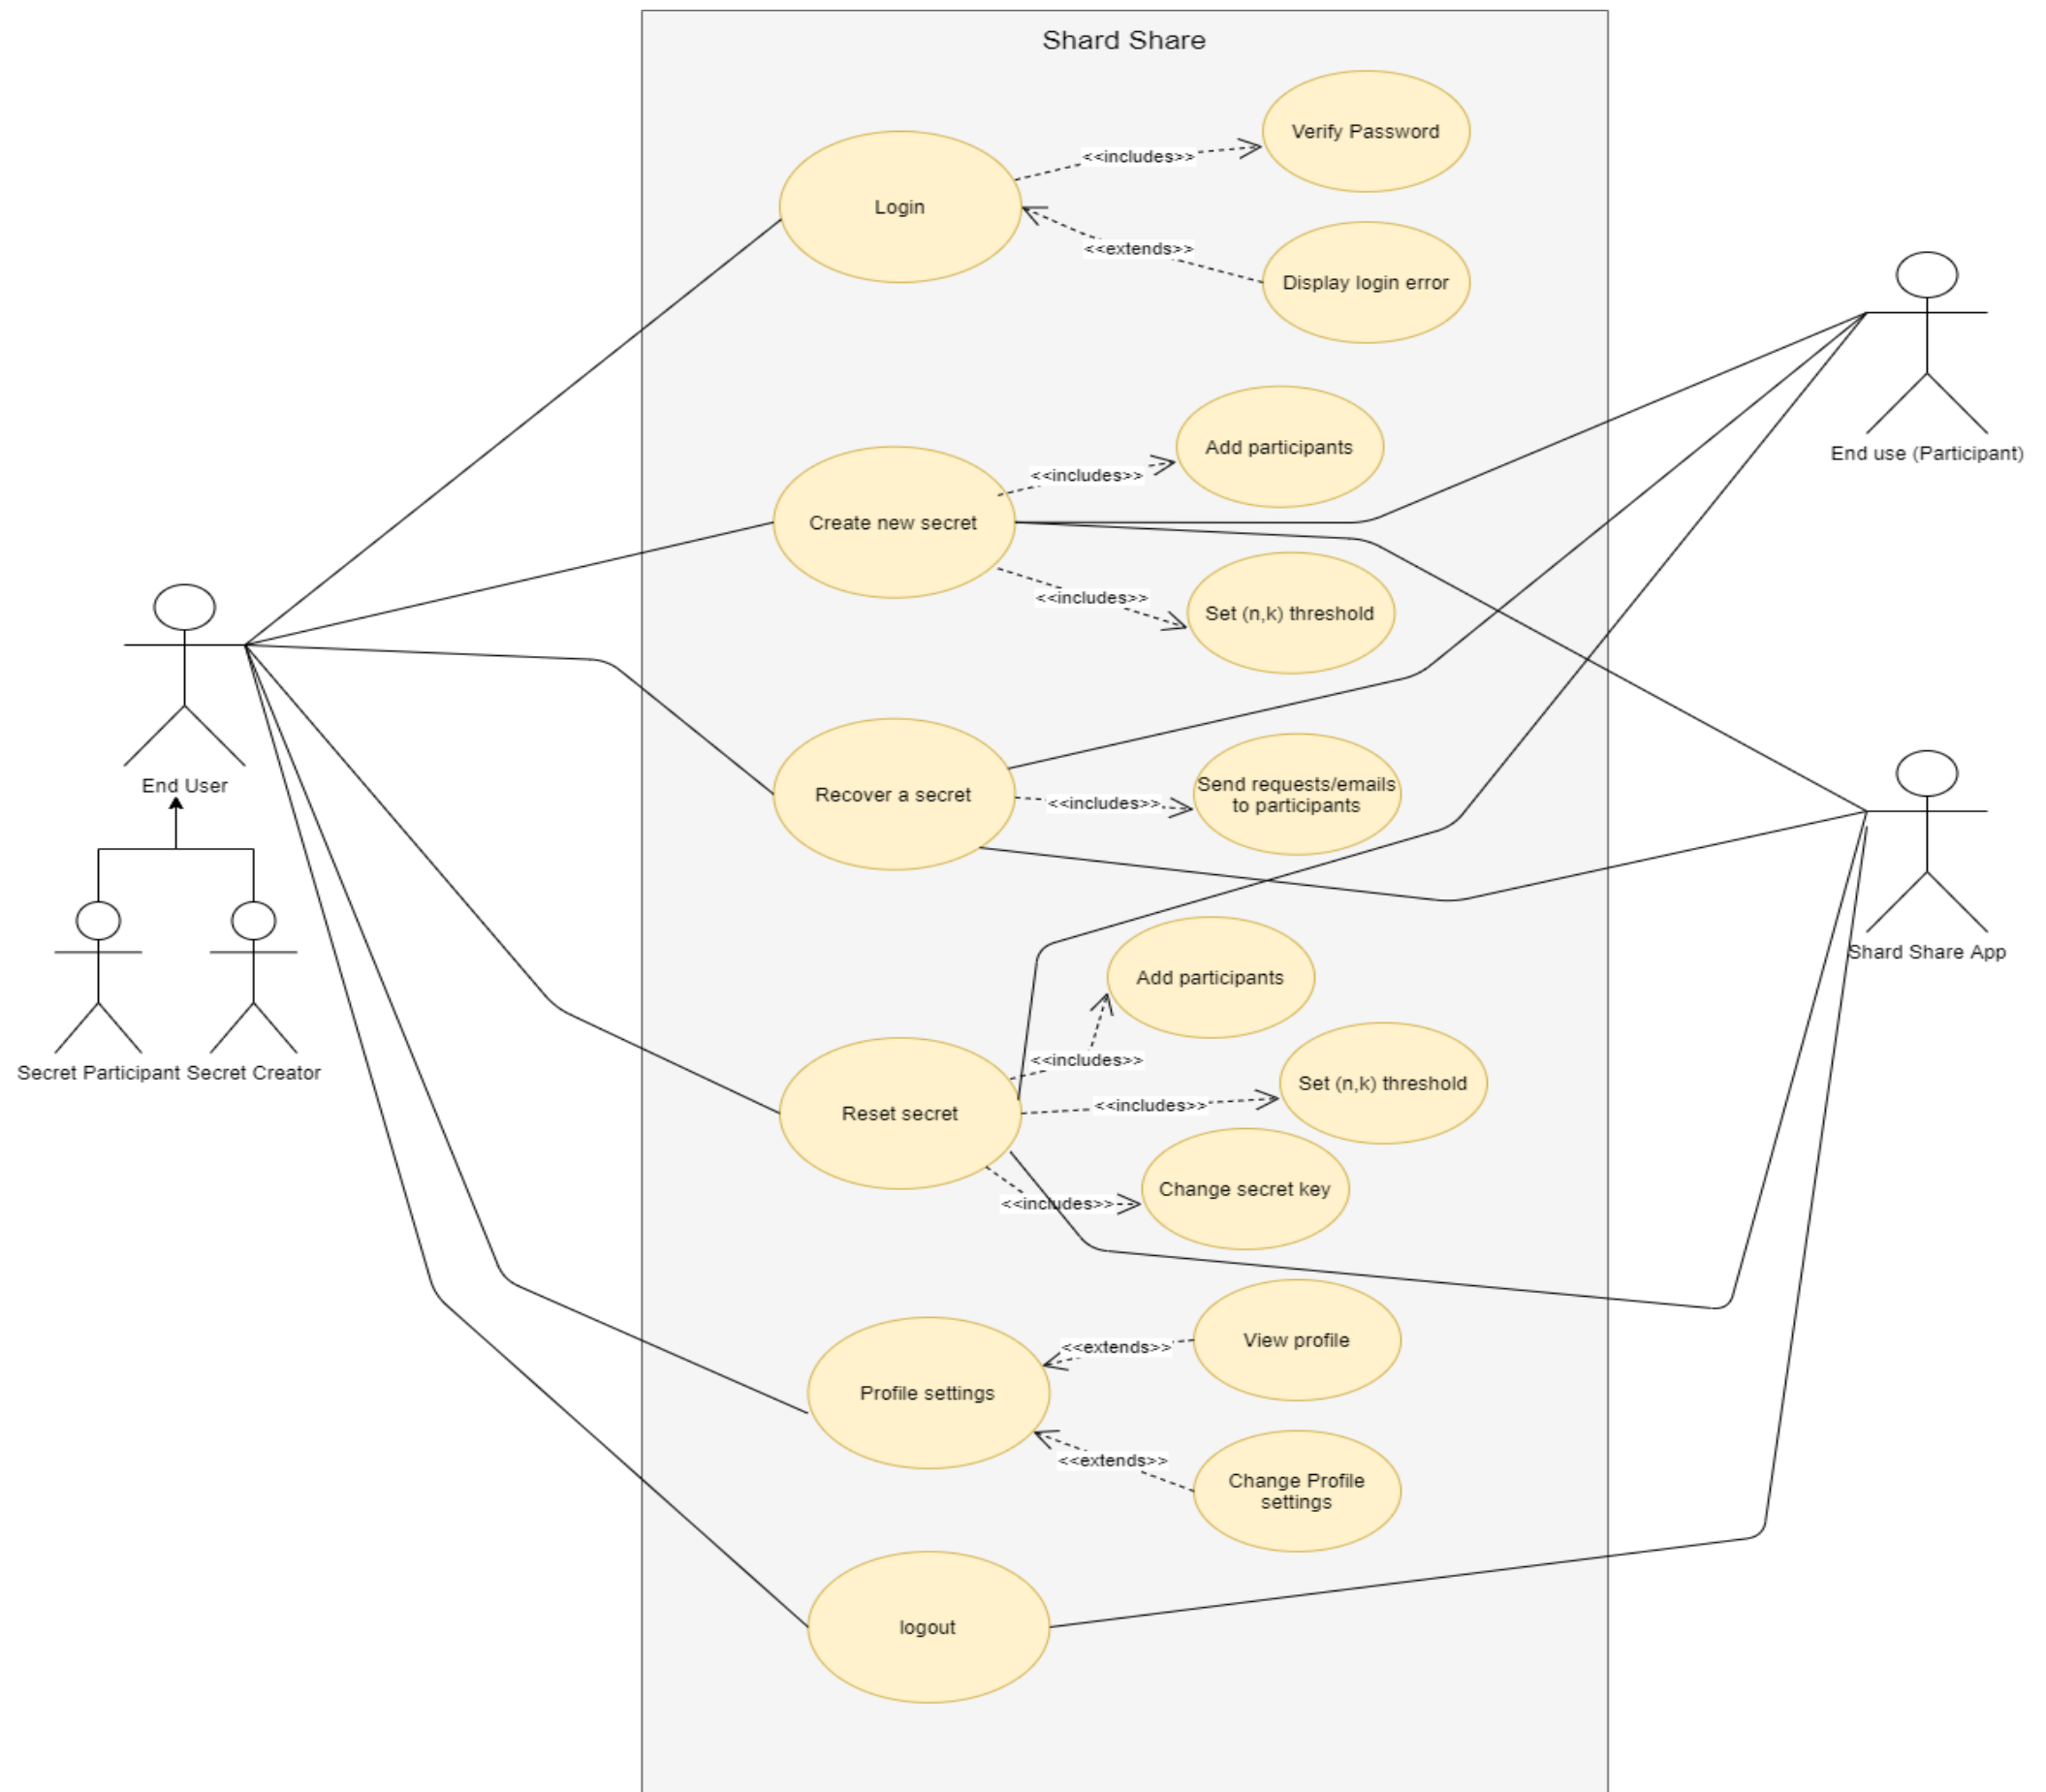 Shard Share
Verify Password
<<includes>>
Login
<<extends>>
Display login error
End use (Participant)
Add participants
<<includes>>
Create new secret
<<includes>>
Set (n,k) threshold
End User
Recover a secret
<<includes>>
Send requests/emails
to participants
Shard Share App
Secret Participant
Secret Creator
Add participants
<<includes>>
Set (n,k) threshold
<<includes>>
Reset secret
Change secret key
<<includes>>
View profile
<<extends>>
Profile settings
<<extends>>
Change Profile
settings
logout